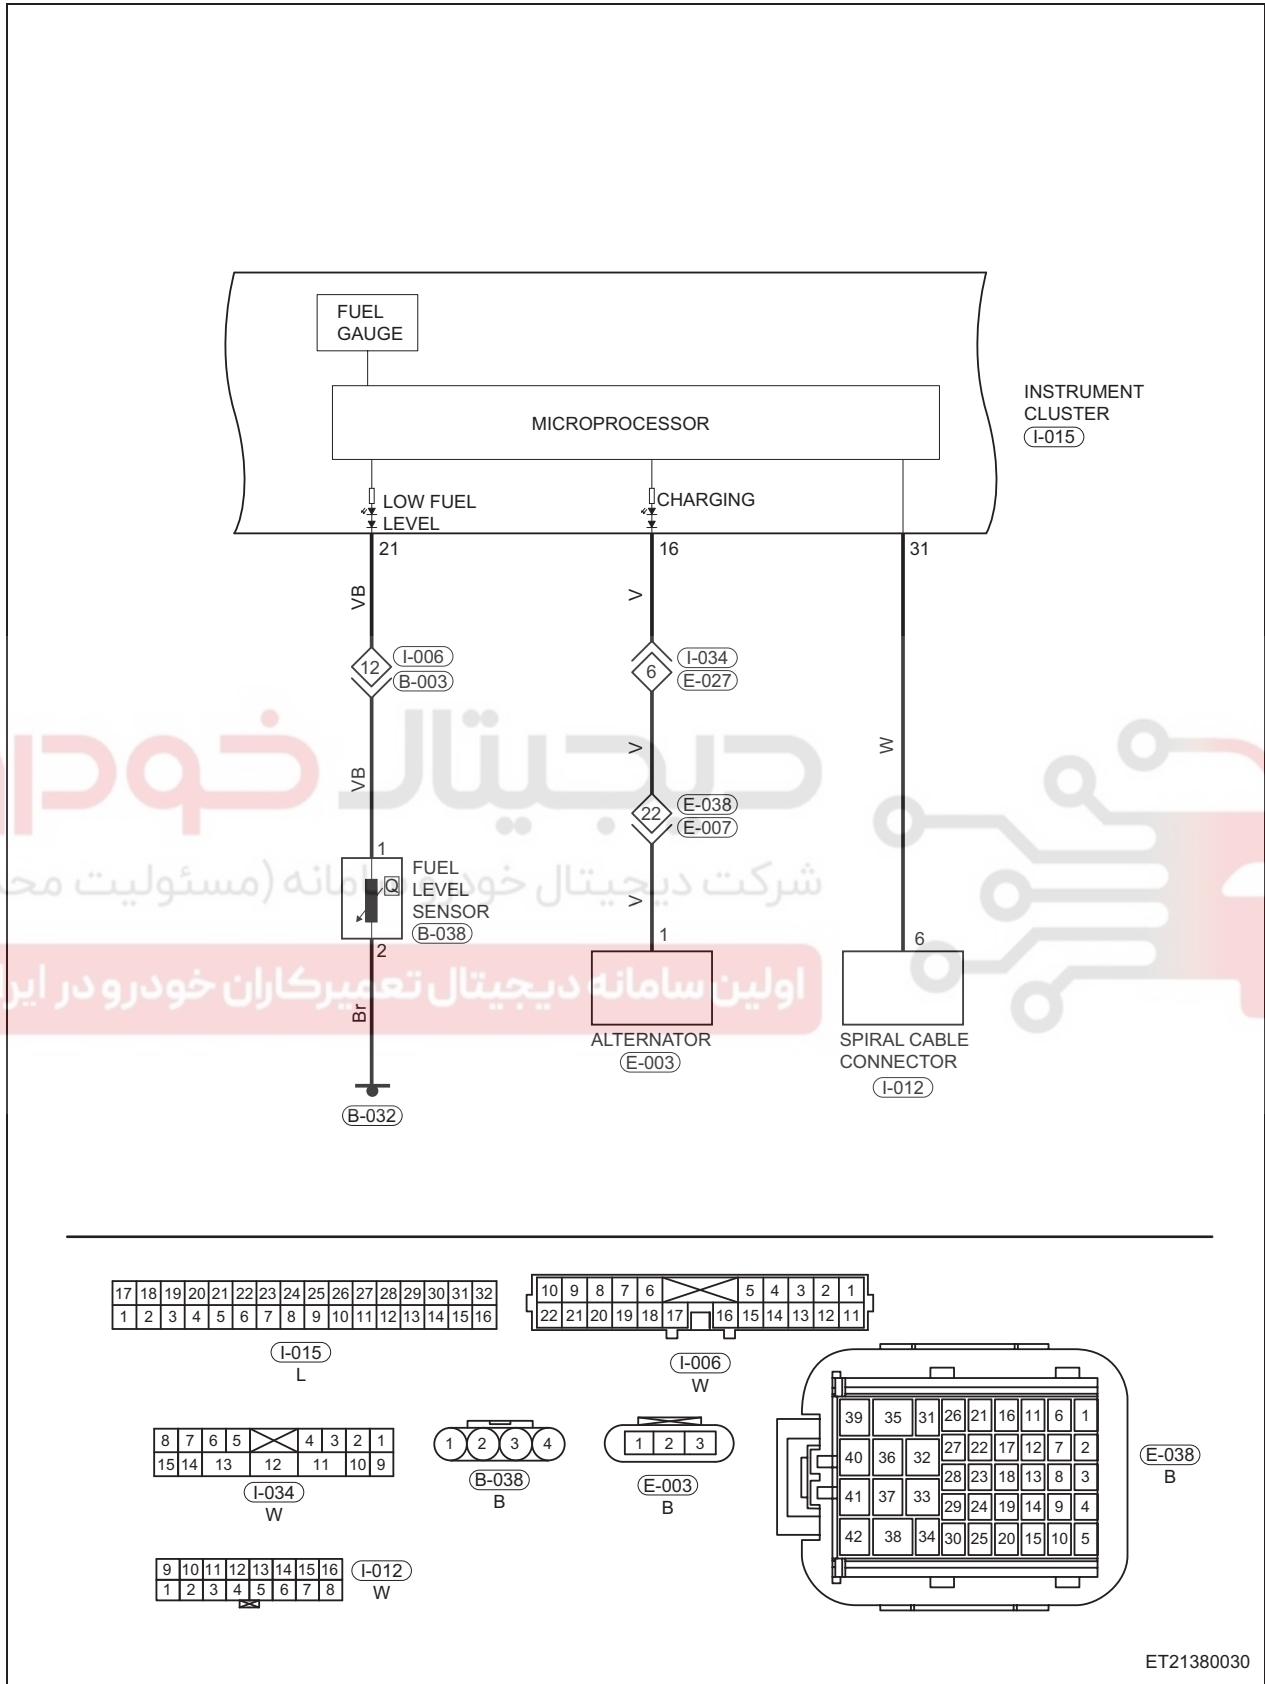 FUEL
GAUGE
MICROPROCESSOR
INSTRUMENT
CLUSTER
I-015
LOW FUEL
LEVEL
CHARGING
21
16
31
VB
V
12
I-006
B-003
6
I-034
E-027
دیجیتال خودرو
VB
V
W
22
E-038
E-007
1
FUEL
LEVEL
SENSOR
B-038
Q
شرکت دیجیتال خودرو سامانه (مسئولیت
V
2
1
6
اولین سامانه دیجیتال تعمیرکاران خودرو در
Br
ALTERNATOR
E-003
SPIRAL CABLE
CONNECTOR
I-012
B-032
17 18 19 20 21 22 23 24 25 26 27 28 29 30 31 32
1 2 3 4 5 6 7 8 9 10 11 12 13 14 15 16
I-015
L
10 9 8 7 6 5 4 3 2 1
22 21 20 19 18 17 16 15 14 13 12 11
I-006
W
8 7 6 5 4 3 2 1
15 14 13 12 11 10 9
I-034
W
1 2 3 4
B-038
B
1 2 3
E-003
B
39 35 31 26 21 16 11 6 1
40 36 32 27 22 17 12 7 2
28 23 18 13 8 3
41 37 33 29 24 19 14 9 4
42 38 34 30 25 20 15 10 5
E-038
B
9 10 11 12 13 14 15 16
1 2 3 4 5 6 7 8
I-012
W
ET21380030